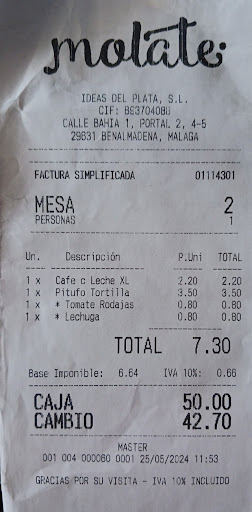 molate
IDEAS DEL PLATA, S.L.
CIF: B63704088
CALLE BAHIA 1, PORTAL 2, 4-5
29631 BENALMADENA, MALAGA
FACTURA SIMPLIFICADA 01114301
MESA 2
PERSONAS 1
Un. Descripción P.Uni TOTAL
1 x Cafe c Leche XL 2.20 2.20
1 x Pitufo Tortilla 3.50 3.50
1 x * Tomate Rodajas 0.80 0.80
1 x * Lechuga 0.80 0.80
TOTAL 7.30
Base Imponible: 6.64 IVA 10%: 0.66
CAJA 50.00
CAMBIO 42.70
MASTER
001 004 000060 0001 25/05/2024 11:53
GRACIAS POR SU VISITA - IVA 10% INCLUIDO